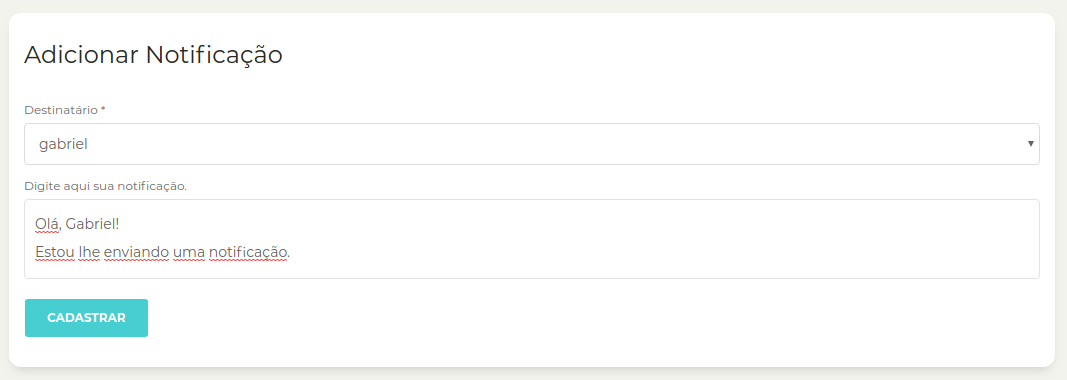 Adicionar Notificação
Destinatário *
gabriel
Digite aqui sua notificação.
Olá, Gabriel!
Estou lhe enviando uma notificação.
CADASTRAR